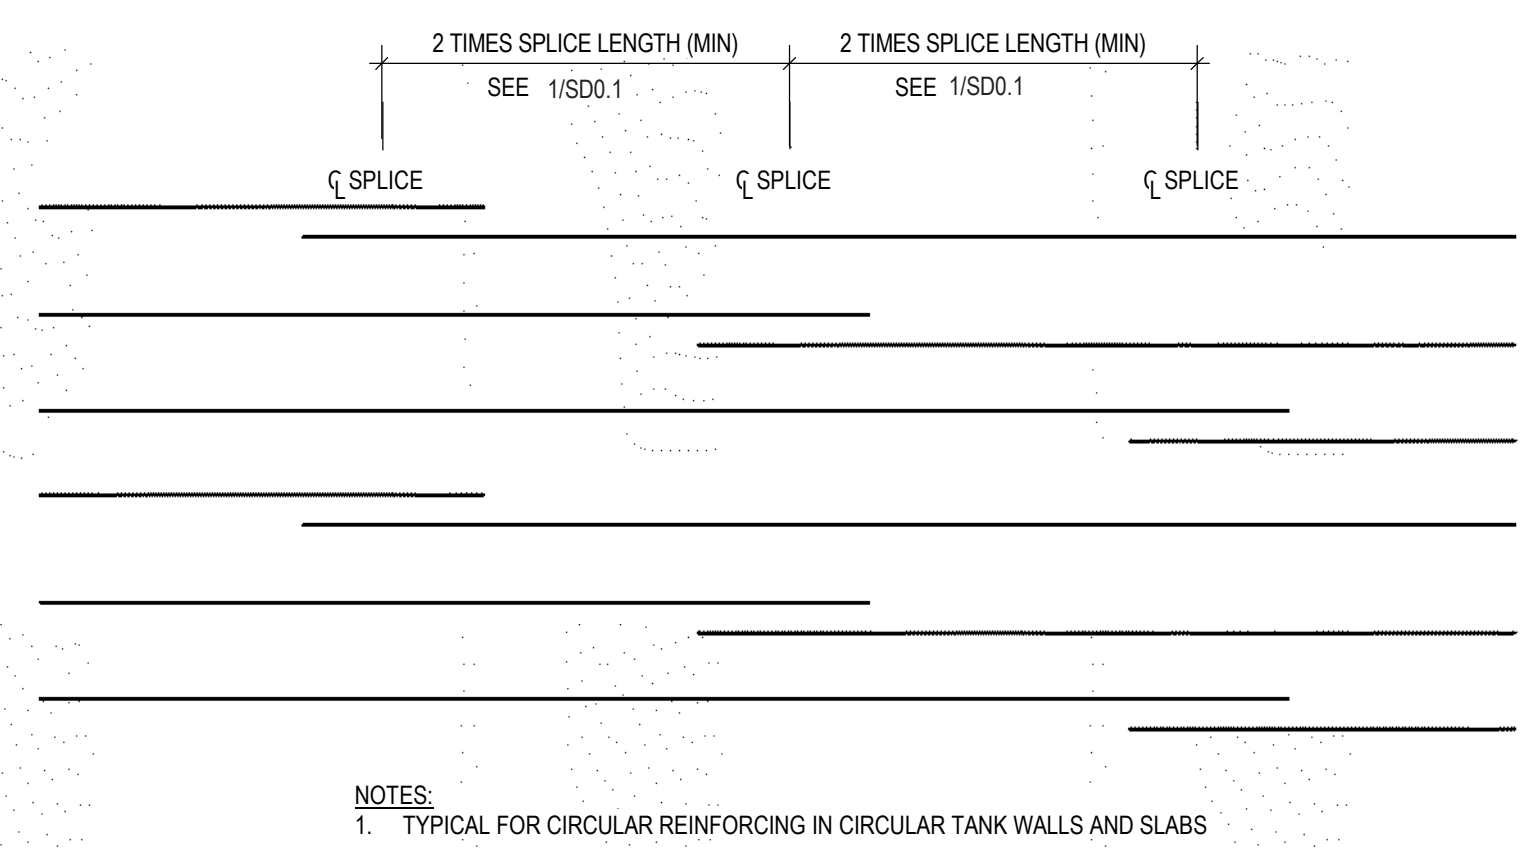 2 TIMES SPLICE LENGTH (MIN) 2 TIMES SPLICE LENGTH (MIN)
SEE 1/SD0.1 SEE 1/SD0.1
℄ SPLICE ℄ SPLICE ℄ SPLICE
NOTES:
1. TYPICAL FOR CIRCULAR REINFORCING IN CIRCULAR TANK WALLS AND SLABS